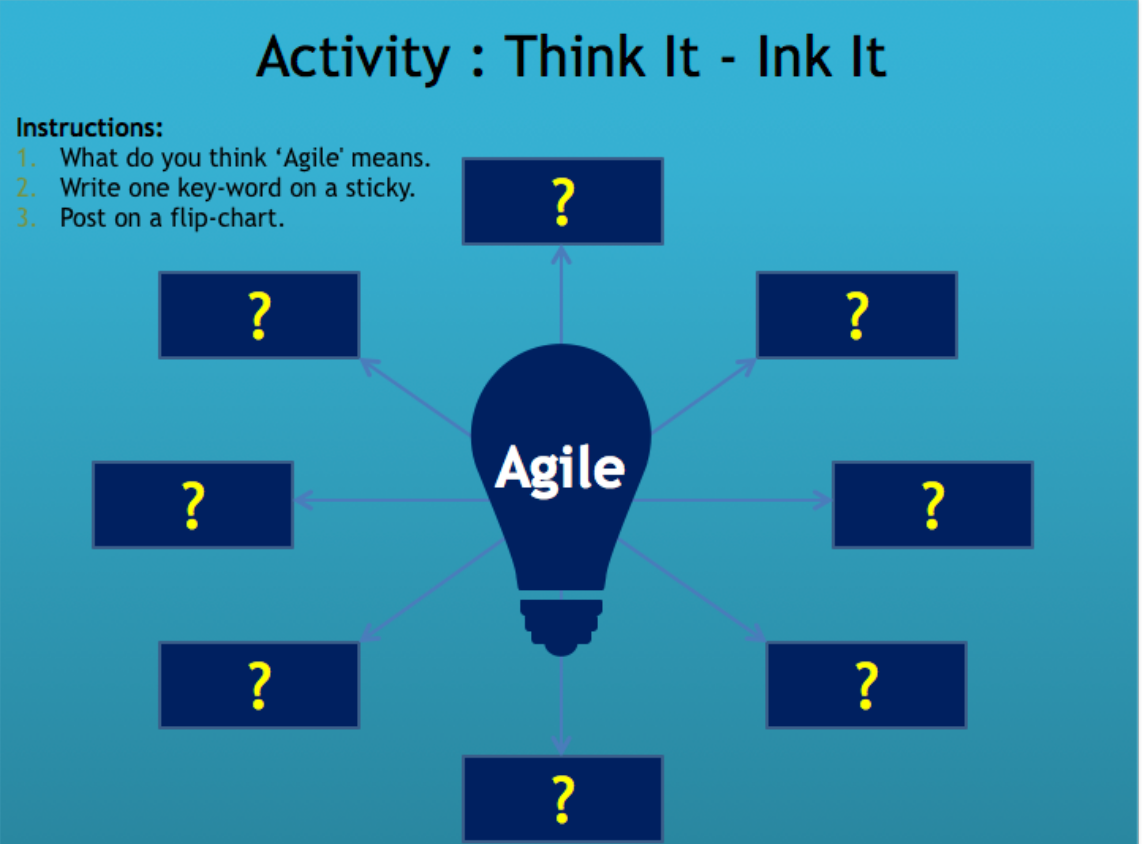 Activity : Think It - Ink It
Instructions:
1. What do you think ‘Agile' means.
2. Write one key-word on a sticky.
3. Post on a flip-chart.
?
?
?
Agile
?
?
?
?
?